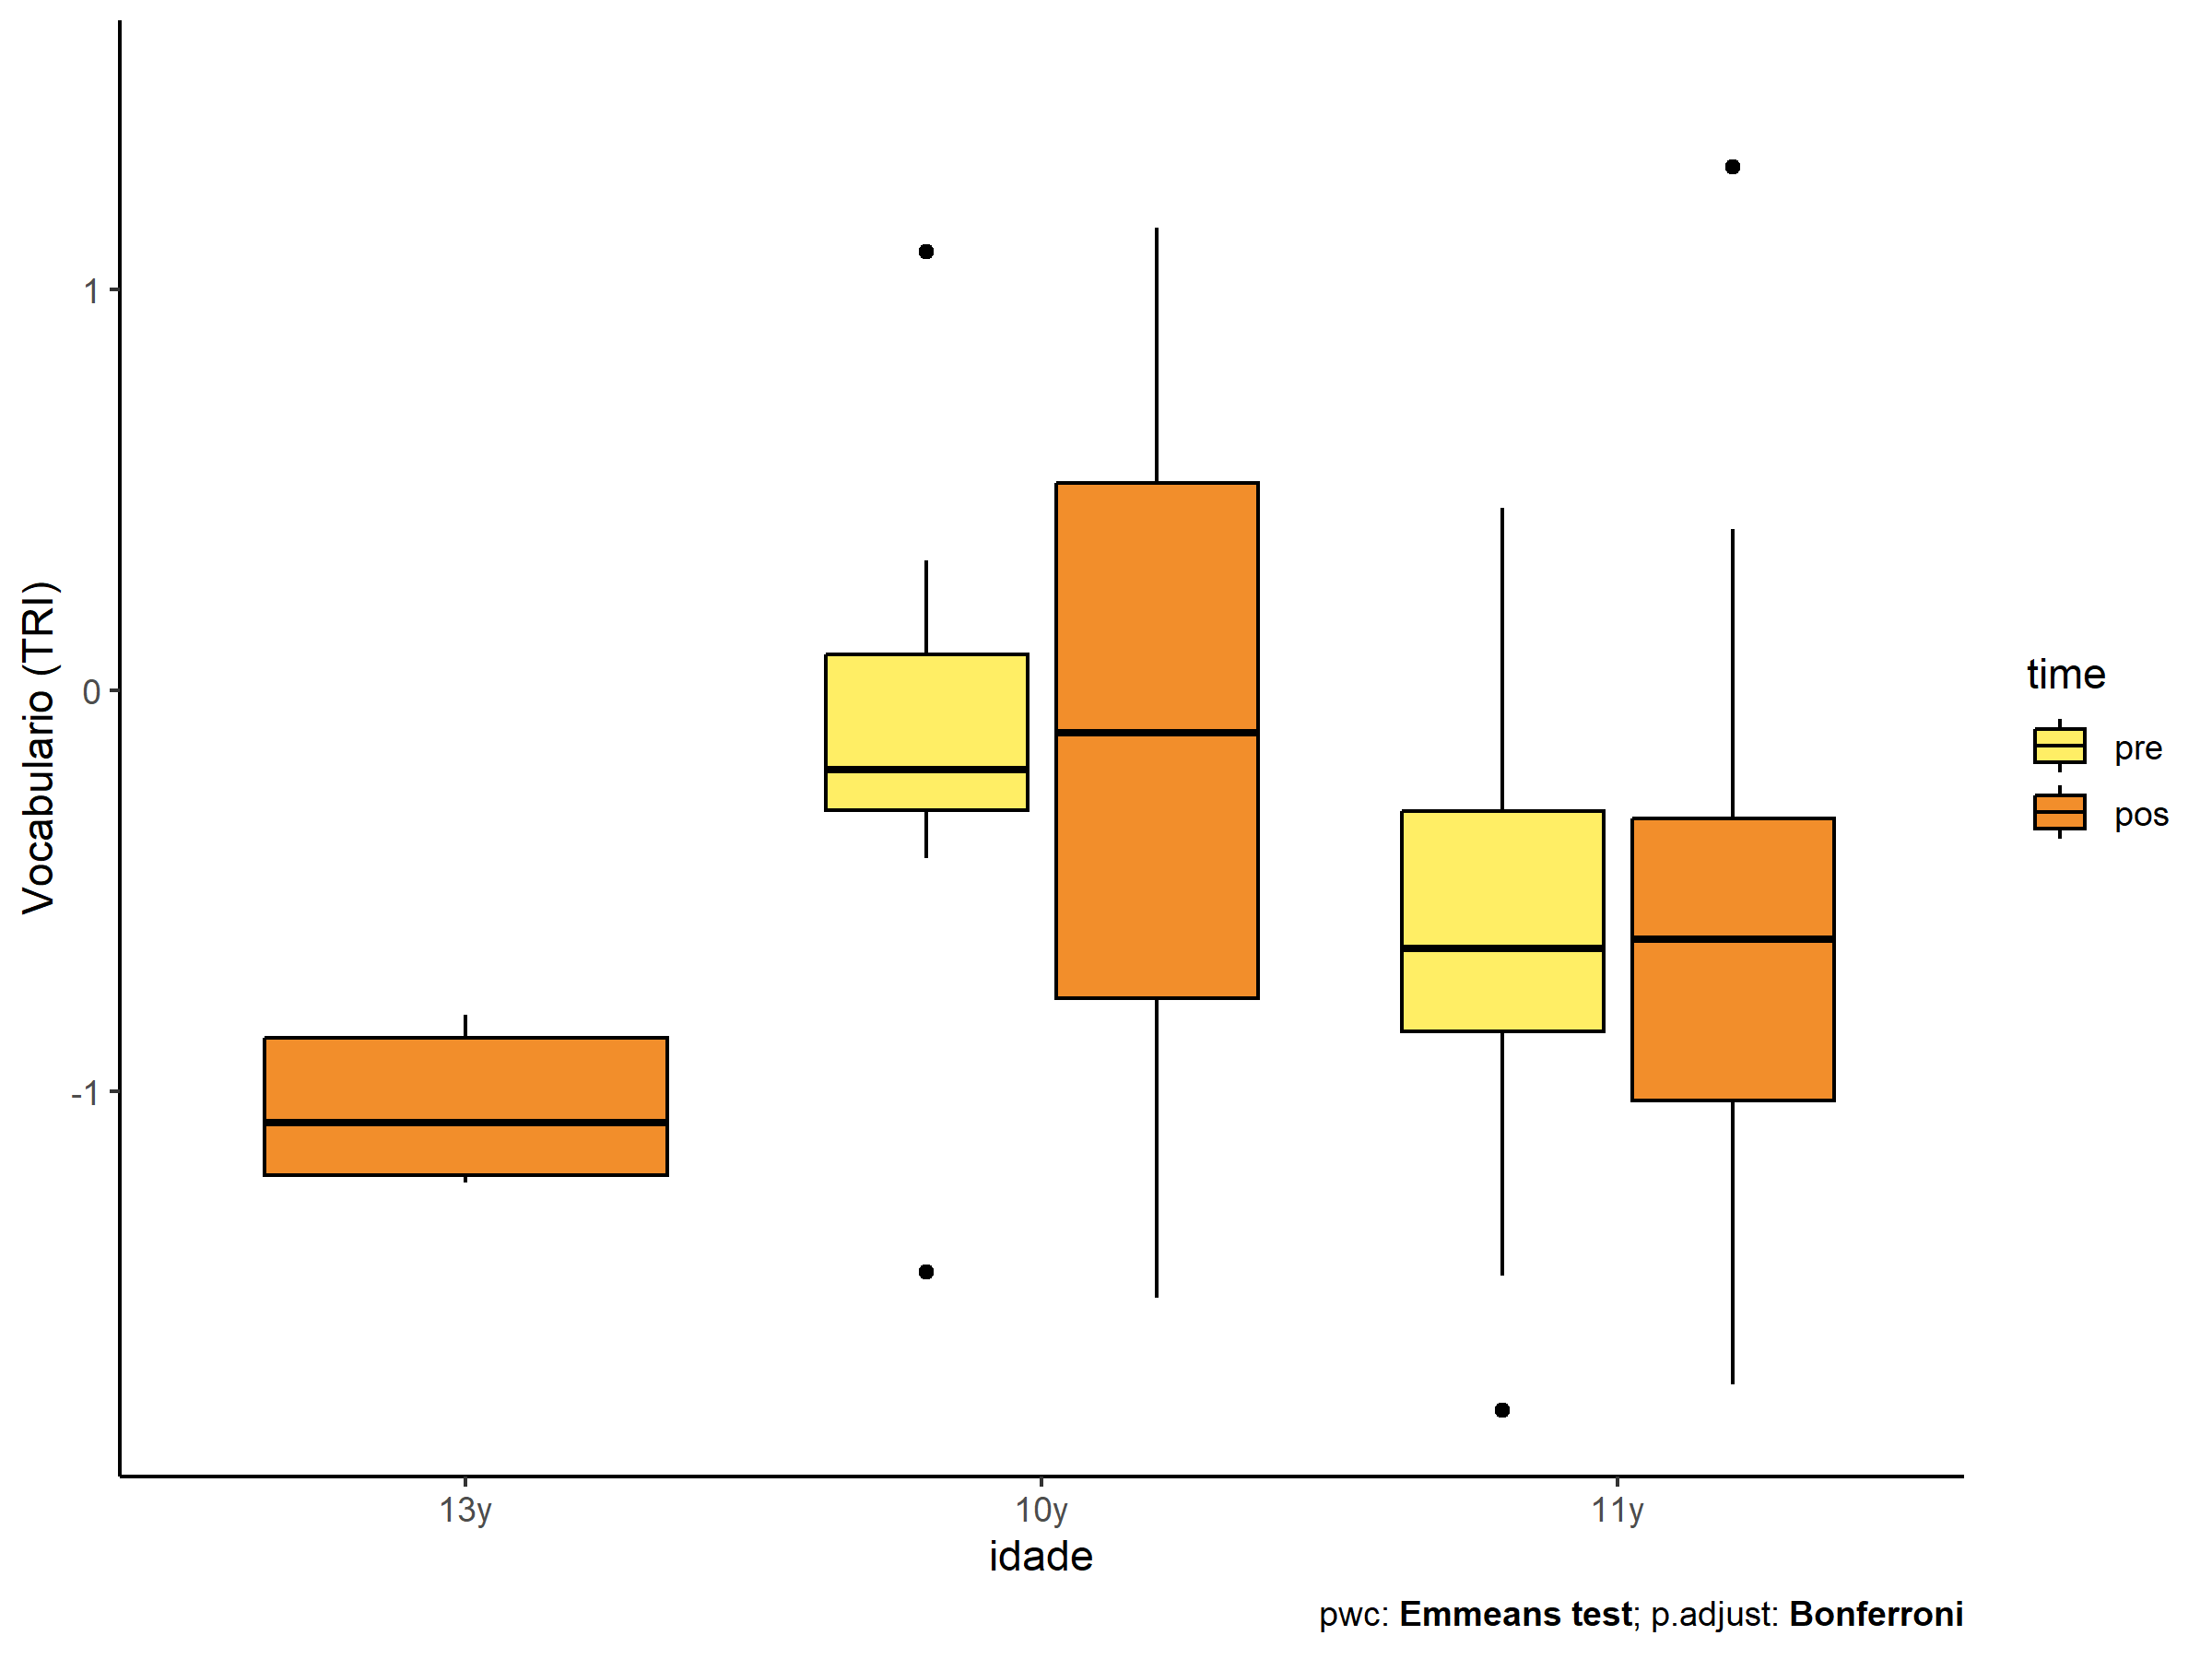 Vocabulario (TRI)
1
0
-1
13y
10y
11y
idade
time
pre
pos
pwc: Emmeans test; p.adjust: Bonferroni